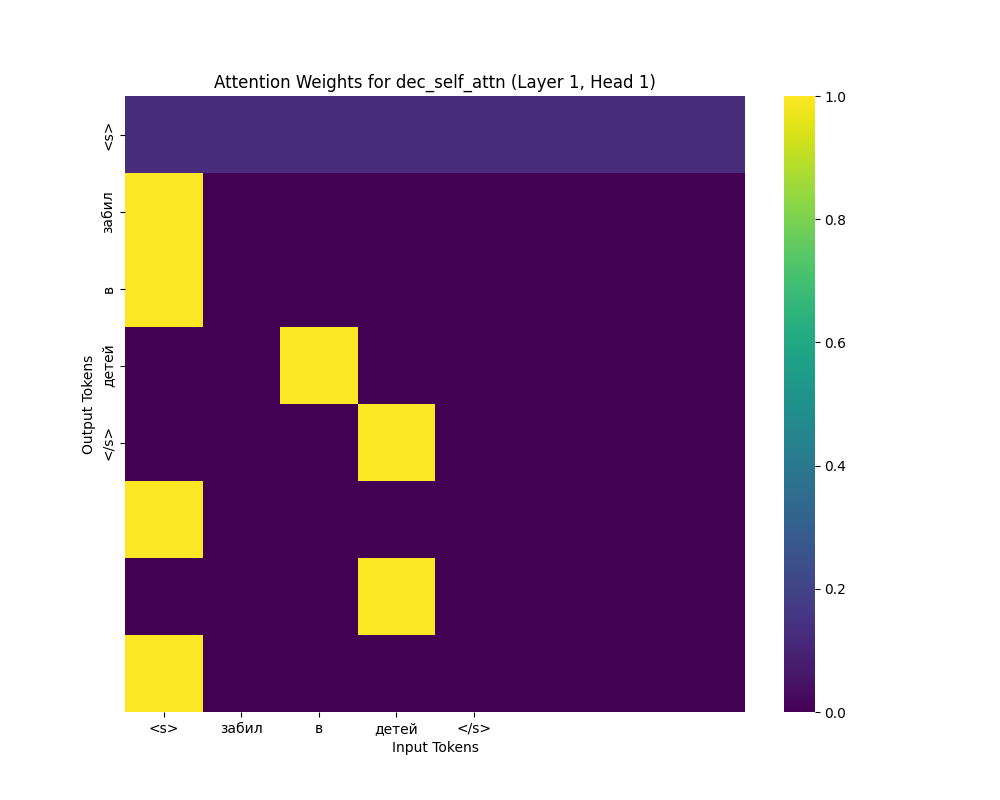 Attention Weights for dec_self_attn (Layer 1, Head 1)
Output Tokens
<s>
забил
в
детей
</s>
<s> забил в детей </s>
Input Tokens
1.0
0.8
0.6
0.4
0.2
0.0